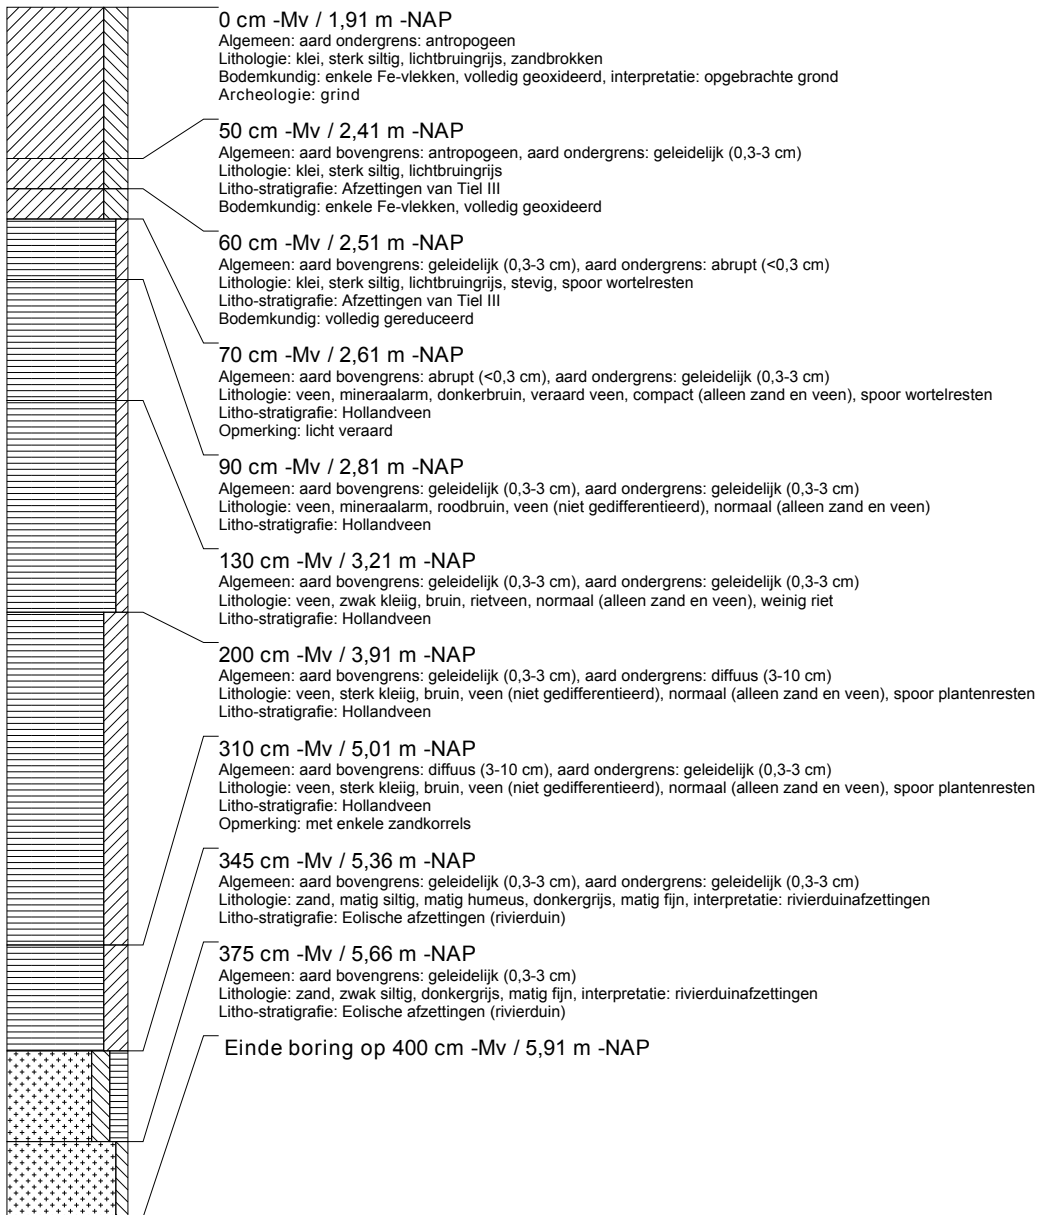 0 cm -Mv / 1,91 m -NAP
Algemeen: aard ondergrens: antropogeen
Lithologie: klei, sterk siltig, lichtbruingrijs, zandbrokken
Bodemkundig: enkele Fe-vlekken, volledig geoxideerd, interpretatie: opgebrachte grond
Archeologie: grind
50 cm -Mv / 2,41 m -NAP
Algemeen: aard bovengrens: antropogeen, aard ondergrens: geleidelijk (0,3-3 cm)
Lithologie: klei, sterk siltig, lichtbruingrijs
Litho-stratigrafie: Afzettingen van Tiel III
Bodemkundig: enkele Fe-vlekken, volledig geoxideerd
60 cm -Mv / 2,51 m -NAP
Algemeen: aard bovengrens: geleidelijk (0,3-3 cm), aard ondergrens: abrupt (<0,3 cm)
Lithologie: klei, sterk siltig, lichtbruingrijs, stevig, spoor wortelresten
Litho-stratigrafie: Afzettingen van Tiel III
Bodemkundig: volledig gereduceerd
70 cm -Mv / 2,61 m -NAP
Algemeen: aard bovengrens: abrupt (<0,3 cm), aard ondergrens: geleidelijk (0,3-3 cm)
Lithologie: veen, mineraalarm, donkerbruin, veraard veen, compact (alleen zand en veen), spoor wortelresten
Litho-stratigrafie: Hollandveen
Opmerking: licht veraard
90 cm -Mv / 2,81 m -NAP
Algemeen: aard bovengrens: geleidelijk (0,3-3 cm), aard ondergrens: geleidelijk (0,3-3 cm)
Lithologie: veen, mineraalarm, roodbruin, veen (niet gedifferentieerd), normaal (alleen zand en veen)
Litho-stratigrafie: Hollandveen
130 cm -Mv / 3,21 m -NAP
Algemeen: aard bovengrens: geleidelijk (0,3-3 cm), aard ondergrens: geleidelijk (0,3-3 cm)
Lithologie: veen, zwak kleiig, bruin, rietveen, normaal (alleen zand en veen), weinig riet
Litho-stratigrafie: Hollandveen
200 cm -Mv / 3,91 m -NAP
Algemeen: aard bovengrens: geleidelijk (0,3-3 cm), aard ondergrens: diffuus (3-10 cm)
Lithologie: veen, sterk kleiig, bruin, veen (niet gedifferentieerd), normaal (alleen zand en veen), spoor plantenresten
Litho-stratigrafie: Hollandveen
310 cm -Mv / 5,01 m -NAP
Algemeen: aard bovengrens: diffuus (3-10 cm), aard ondergrens: geleidelijk (0,3-3 cm)
Lithologie: veen, sterk kleiig, bruin, veen (niet gedifferentieerd), normaal (alleen zand en veen), spoor plantenresten
Litho-stratigrafie: Hollandveen
Opmerking: met enkele zandkorrels
345 cm -Mv / 5,36 m -NAP
Algemeen: aard bovengrens: geleidelijk (0,3-3 cm), aard ondergrens: geleidelijk (0,3-3 cm)
Lithologie: zand, matig siltig, matig humeus, donkergrijs, matig fijn, interpretatie: rivierduinafzettingen
Litho-stratigrafie: Eolische afzettingen (rivierduin)
375 cm -Mv / 5,66 m -NAP
Algemeen: aard bovengrens: geleidelijk (0,3-3 cm)
Lithologie: zand, zwak siltig, donkergrijs, matig fijn, interpretatie: rivierduinafzettingen
Litho-stratigrafie: Eolische afzettingen (rivierduin)
Einde boring op 400 cm -Mv / 5,91 m -NAP